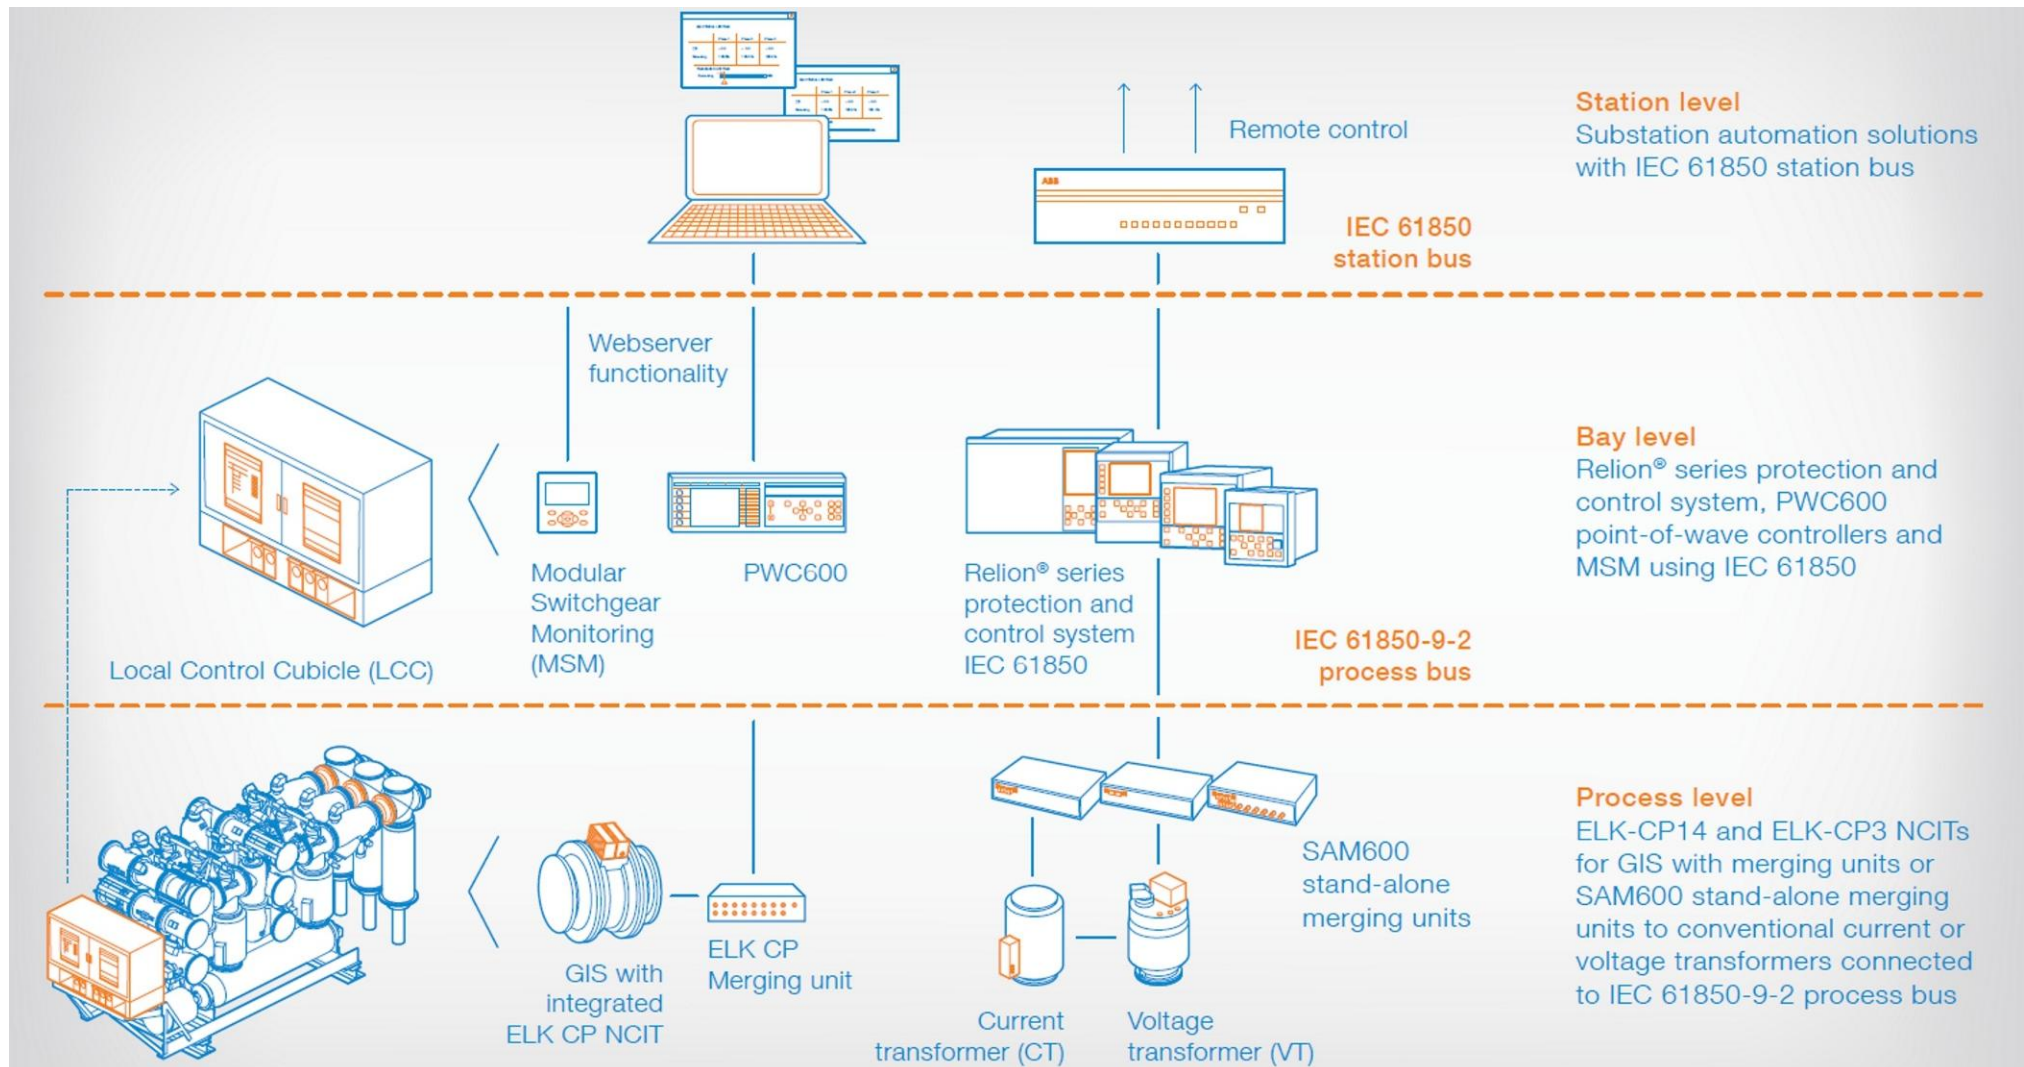 Remote control
ABB
Station level
Substation automation solutions
with IEC 61850 station bus
IEC 61850
station bus
Webserver
functionality
Bay level
Relion® series protection and
control system, PWC600
point-of-wave controllers and
MSM using IEC 61850
Modular
Switchgear
Monitoring
(MSM)
PWC600
Relion® series
protection and
control system
IEC 61850
IEC 61850-9-2
process bus
Local Control Cubicle (LCC)
Process level
ELK-CP14 and ELK-CP3 NCITs
for GIS with merging units or
SAM600 stand-alone merging
units to conventional current or
voltage transformers connected
to IEC 61850-9-2 process bus
SAM600
stand-alone
merging units
ELK CP
Merging unit
GIS with
integrated
ELK CP NCIT
Current
transformer (CT)
Voltage
transformer (VT)